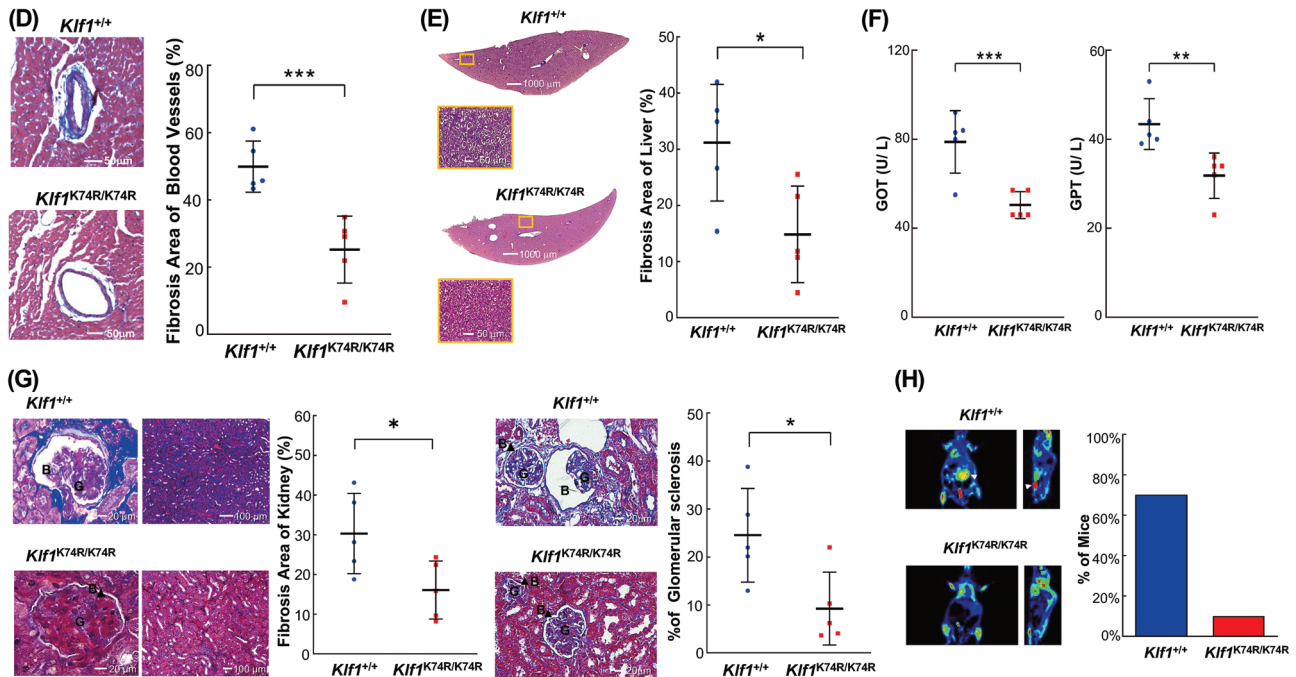 (D)
Klf1+/+
50μm
Klf1K74R/K74R
50μm
Fibrosis Area of Blood Vessels (%)
80
60
40
20
0
***
Klf1+/+ Klf1K74R/K74R
(E)
Klf1+/+
1000 μm
50 μm
Klf1K74R/K74R
1000 μm
50 μm
Fibrosis Area of Liver (%)
50
40
30
20
10
0
*
Klf1+/+ Klf1K74R/K74R
(F)
GOT (U/ L)
120
80
40
0
***
Klf1+/+ Klf1K74R/K74R
GPT (U/ L)
60
40
20
0
**
Klf1+/+ Klf1K74R/K74R
(G)
Klf1+/+
B
G
20 μm
100 μm
Klf1K74R/K74R
B
G
20 μm
100 μm
Fibrosis Area of Kidney (%)
50
40
30
20
10
0
*
Klf1+/+ Klf1K74R/K74R
Klf1+/+
B
G
G
B
20μm
Klf1K74R/K74R
B
G
B
G
20μm
%of Glomerular sclerosis
50
40
30
20
10
0
*
Klf1+/+ Klf1K74R/K74R
(H)
Klf1+/+
Klf1K74R/K74R
% of Mice
100%
80%
60%
40%
20%
0%
Klf1+/+ Klf1K74R/K74R